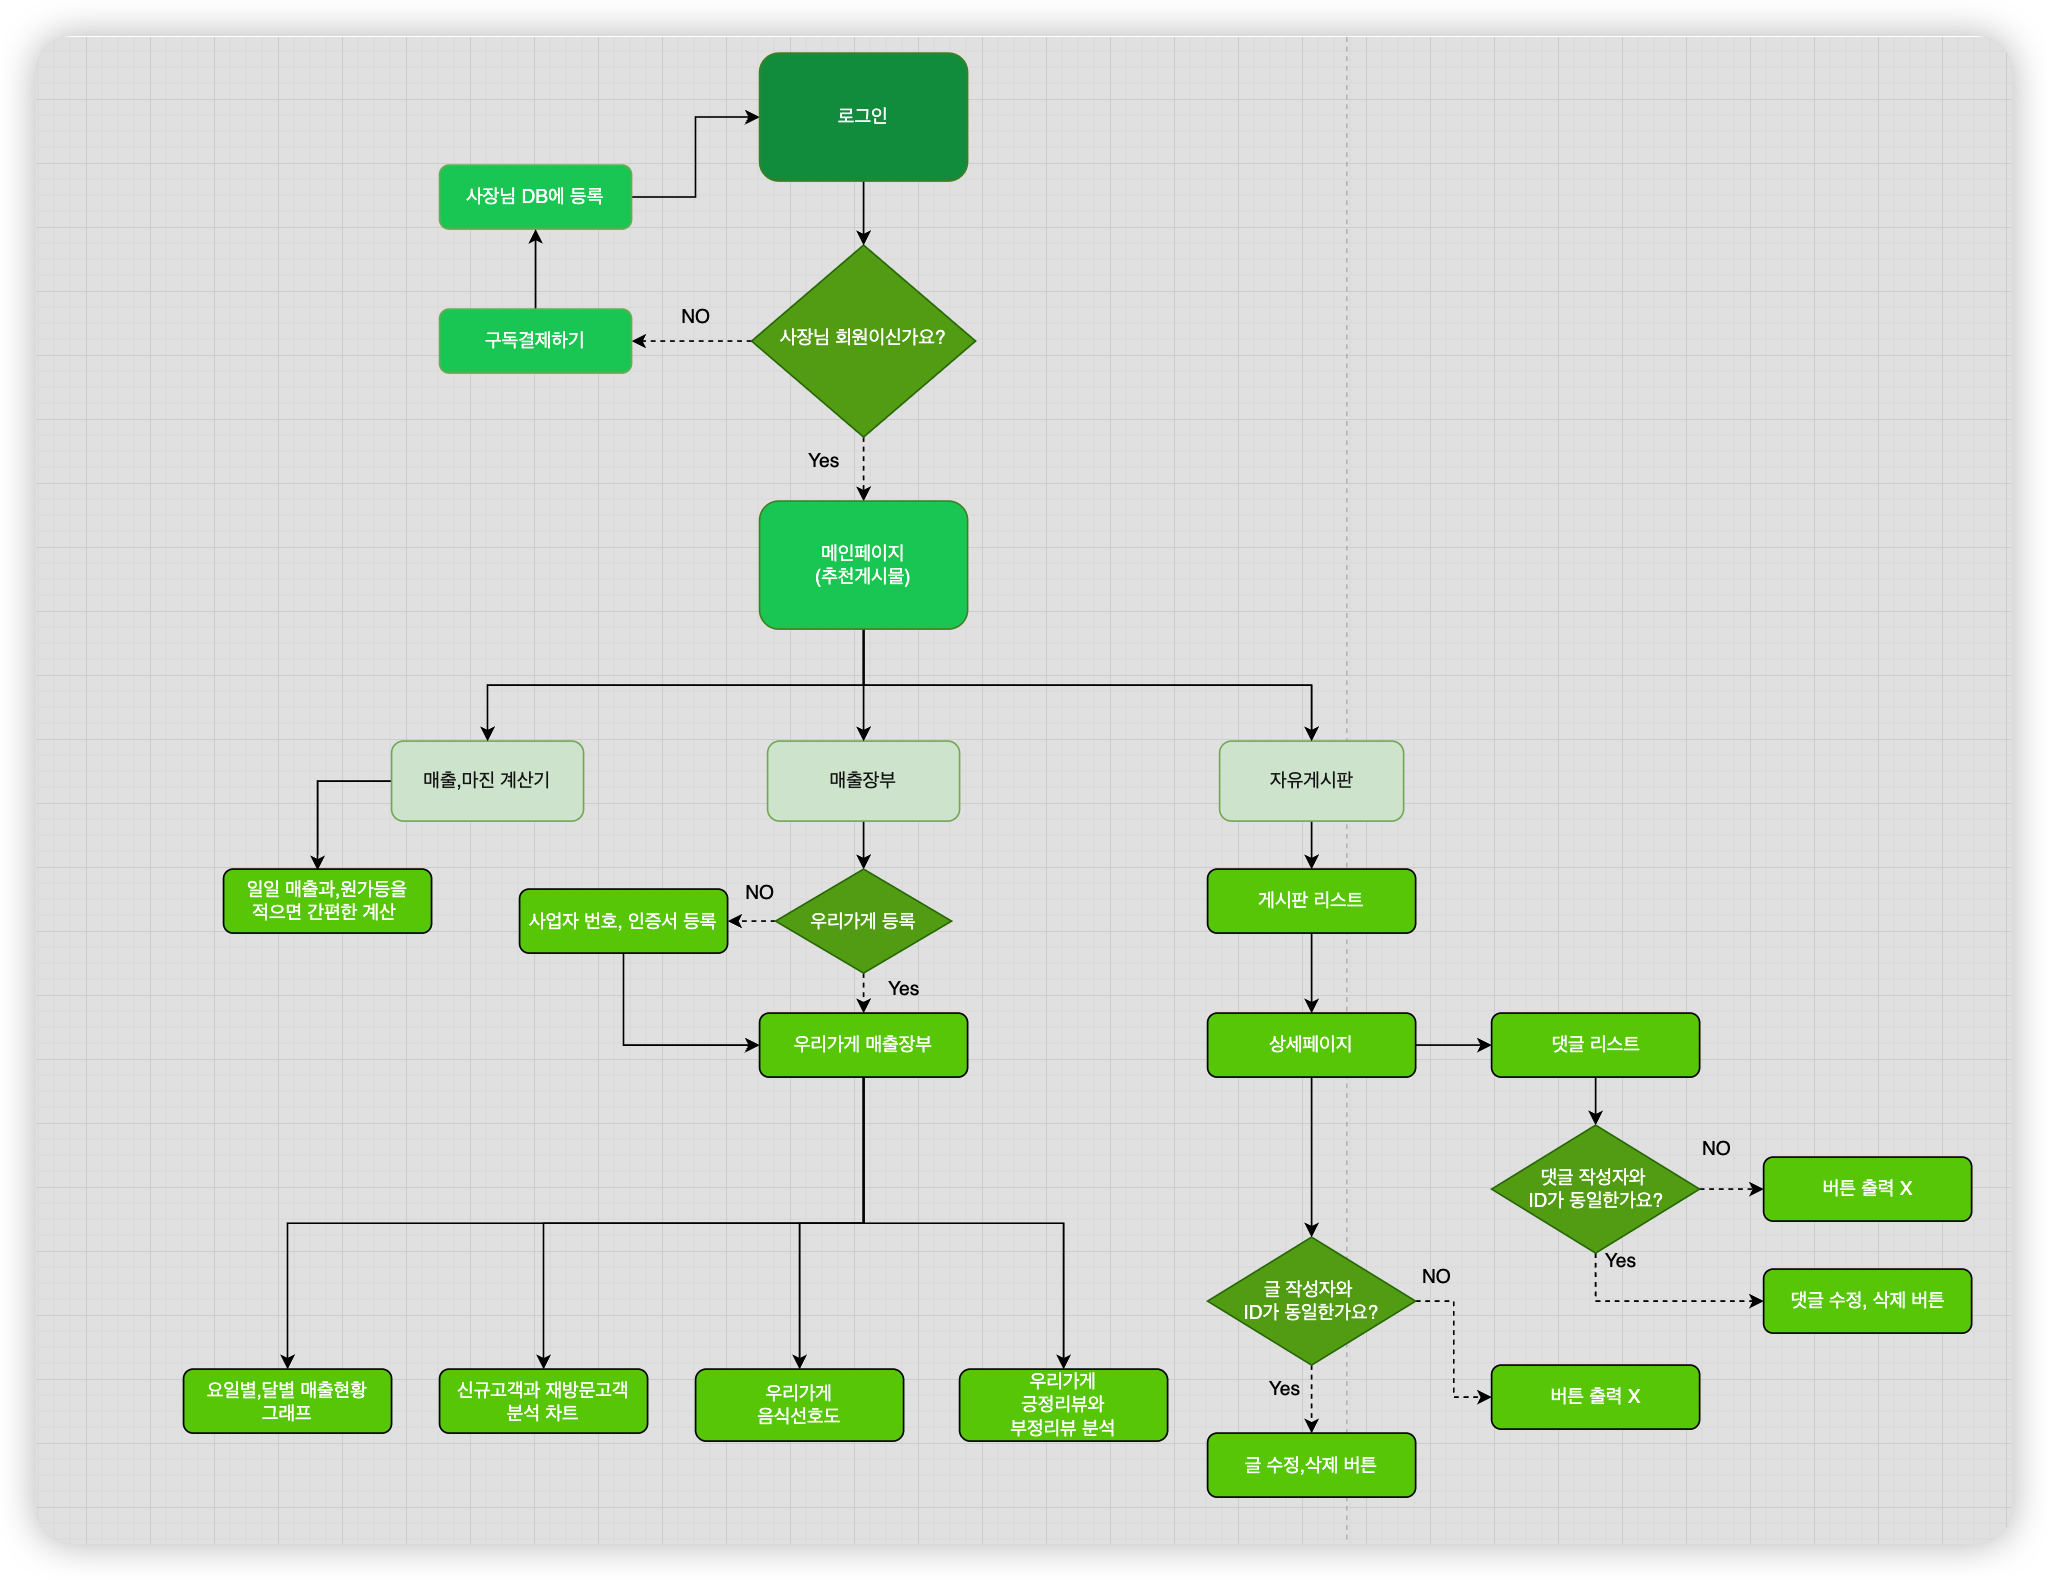 로그인
사장님 DB에 등록
NO
구독결제하기
사장님 회원이신가요?
Yes
메인페이지
(추천게시물)
매출,마진 계산기
매출장부
자유게시판
일일 매출과,원가등을
적으면 간편한 계산
NO
사업자 번호, 인증서 등록
우리가게 등록
게시판 리스트
Yes
우리가게 매출장부
상세페이지
댓글 리스트
NO
댓글 작성자와
ID가 동일한가요?
버튼 출력 X
Yes
댓글 수정, 삭제 버튼
글 작성자와
ID가 동일한가요?
NO
Yes
버튼 출력 X
요일별,달별 매출현황
그래프
신규고객과 재방문고객
분석 차트
우리가게
음식선호도
우리가게
긍정리뷰와
부정리뷰 분석
글 수정,삭제 버튼